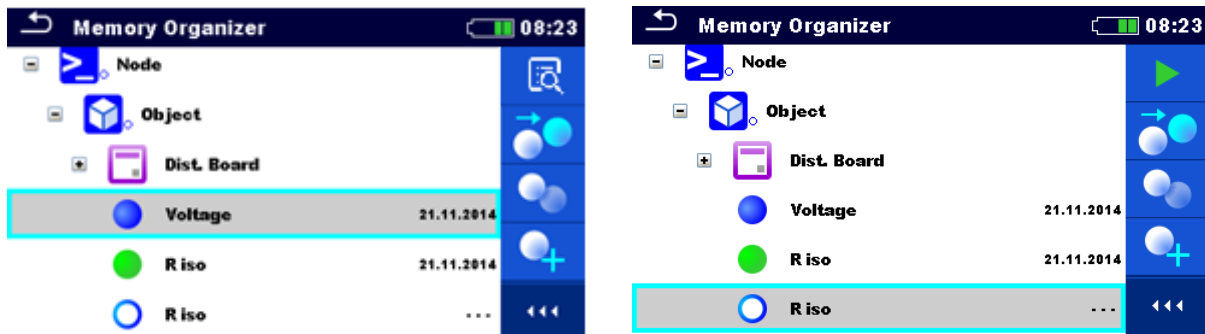 Memory Organizer 08:23
Node
Object
Dist. Board
Voltage 21.11.2014
R iso 21.11.2014
R iso ---
Memory Organizer 08:23
Node
Object
Dist. Board
Voltage 21.11.2014
R iso 21.11.2014
R iso ---